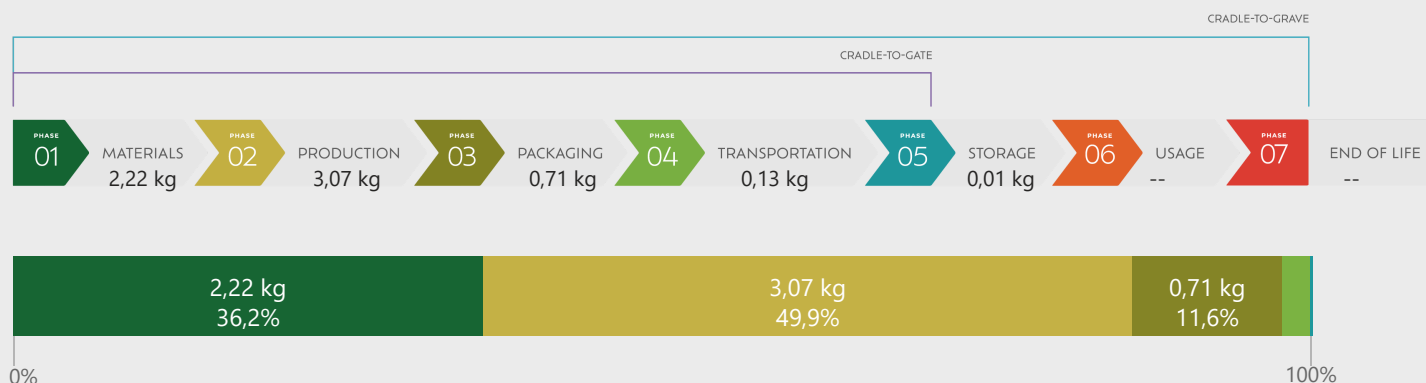 CRADLE-TO-GRAVE
CRADLE-TO-GATE
PHASE
01
MATERIALS
2,22 kg
PHASE
02
PRODUCTION
3,07 kg
PHASE
03
PACKAGING
0,71 kg
PHASE
04
TRANSPORTATION
0,13 kg
PHASE
05
STORAGE
0,01 kg
PHASE
06
USAGE
--
PHASE
07
END OF LIFE
--
2,22 kg
36,2%
3,07 kg
49,9%
0,71 kg
11,6%
0%
100%